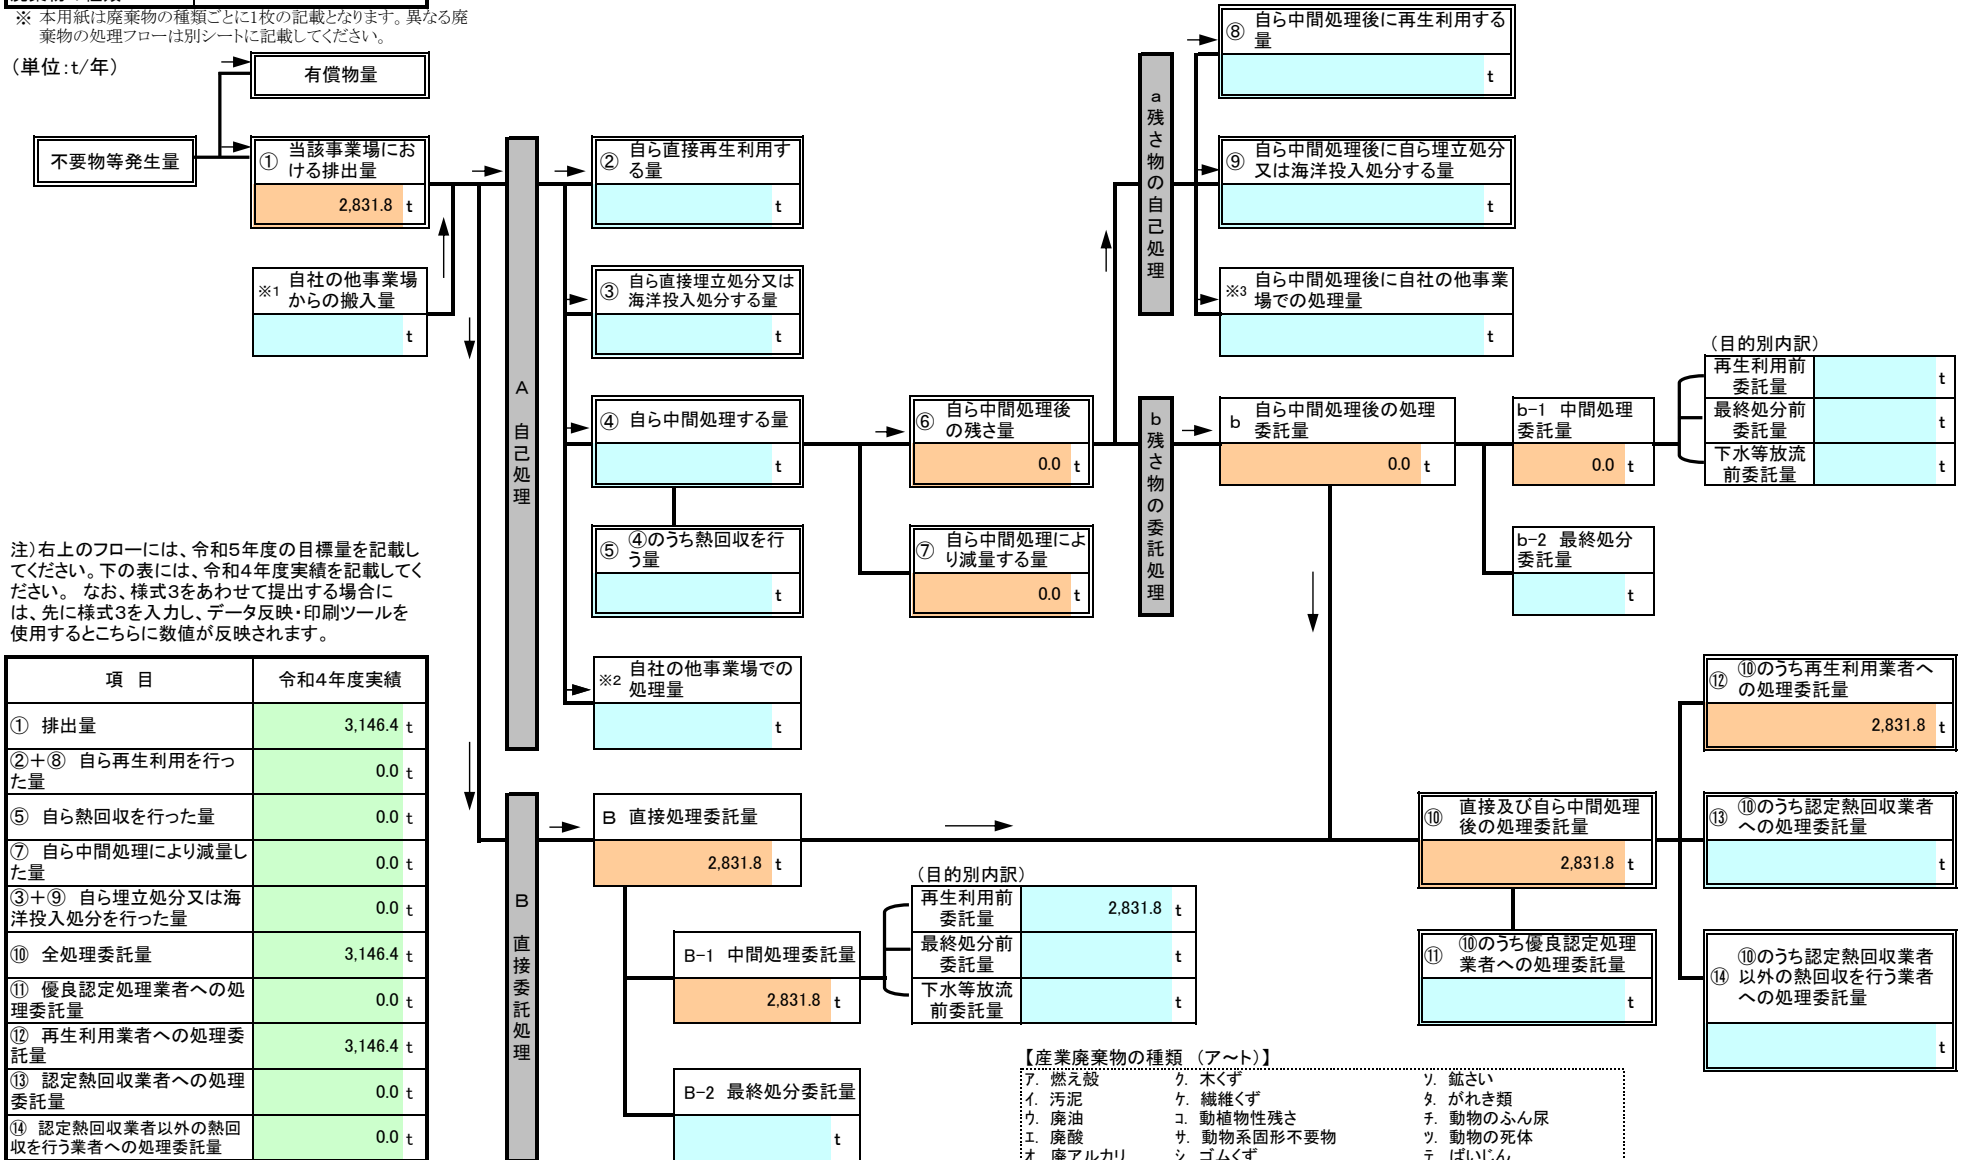 ※ 本用紙は廃棄物の種類ごとに1枚の記載となります。異なる廃
棄物の処理フローは別シートに記載してください。
（単位：t/年）
有償物量
不要物等発生量
① 当該事業場にお
ける排出量
2,831.8 t
※1 自社の他事業場
からの搬入量
t
A 自己処理
② 自ら直接再生利用す
る量
t
③ 自ら直接埋立処分又は
海洋投入処分する量
t
④ 自ら中間処理する量
t
⑤ ④のうち熱回収を行
う量
t
※2 自社の他事業場での
処理量
t
⑥ 自ら中間処理後
の残さ量
0.0 t
⑦ 自ら中間処理によ
り減量する量
0.0 t
a 残さ物の自己処理
⑧ 自ら中間処理後に再生利用する
量
t
⑨ 自ら中間処理後に自ら埋立処分
又は海洋投入処分する量
t
※3 自ら中間処理後に自社の他事業
場での処理量
t
b 残さ物の委託処理
b 自ら中間処理後の処理
委託量
0.0 t
b-1 中間処理
委託量
0.0 t
（目的別内訳）
再生利用前
委託量
t
最終処分前
委託量
t
下水等放流
前委託量
t
b-2 最終処分
委託量
t
注）右上のフローには、令和5年度の目標量を記載し
てください。下の表には、令和4年度実績を記載してく
ださい。 なお、様式3をあわせて提出する場合に
は、先に様式3を入力し、データ反映・印刷ツールを
使用するとこちらに数値が反映されます。
項 目 令和4年度実績
① 排出量 3,146.4 t
②＋⑧ 自ら再生利用を行っ
た量 0.0 t
⑤ 自ら熱回収を行った量 0.0 t
⑦ 自ら中間処理により減量し
た量 0.0 t
③＋⑨ 自ら埋立処分又は海
洋投入処分を行った量 0.0 t
⑩ 全処理委託量 3,146.4 t
⑪ 優良認定処理業者への処
理委託量 0.0 t
⑫ 再生利用業者への処理委
託量 3,146.4 t
⑬ 認定熱回収業者への処理
委託量 0.0 t
⑭ 認定熱回収業者以外の熱回
収を行う業者への処理委託量 0.0 t
B 直接委託処理
B 直接処理委託量
2,831.8 t
B-1 中間処理委託量
2,831.8 t
B-2 最終処分委託量
t
（目的別内訳）
再生利用前
委託量
2,831.8 t
最終処分前
委託量
t
下水等放流
前委託量
t
⑩ 直接及び自ら中間処理
後の処理委託量
2,831.8 t
⑪ ⑩のうち優良認定処理
業者への処理委託量
t
⑫ ⑩のうち再生利用業者へ
の処理委託量
2,831.8 t
⑬ ⑩のうち認定熱回収業者
への処理委託量
t
⑭ ⑩のうち認定熱回収業者
以外の熱回収を行う業者
への処理委託量
t
【産業廃棄物の種類 （ア～ト）】
ア. 燃え殻 ク. 木くず ソ. 鉱さい
イ. 汚泥 ケ. 繊維くず タ. がれき類
ウ. 廃油 コ. 動植物性残さ チ. 動物のふん尿
エ. 廃酸 サ. 動物系固形不要物 ツ. 動物の死体
オ. 廃アルカリ シ. ゴムくず テ. ばいじん